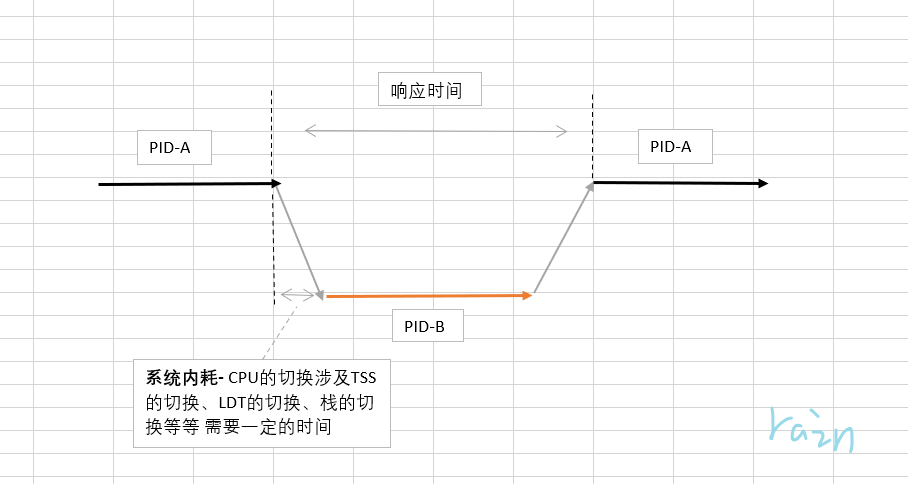 响应时间
PID-A
PID-A
PID-B
系统内耗- CPU的切换涉及TSS
的切换、LDT的切换、栈的切
换等等 需要一定的时间